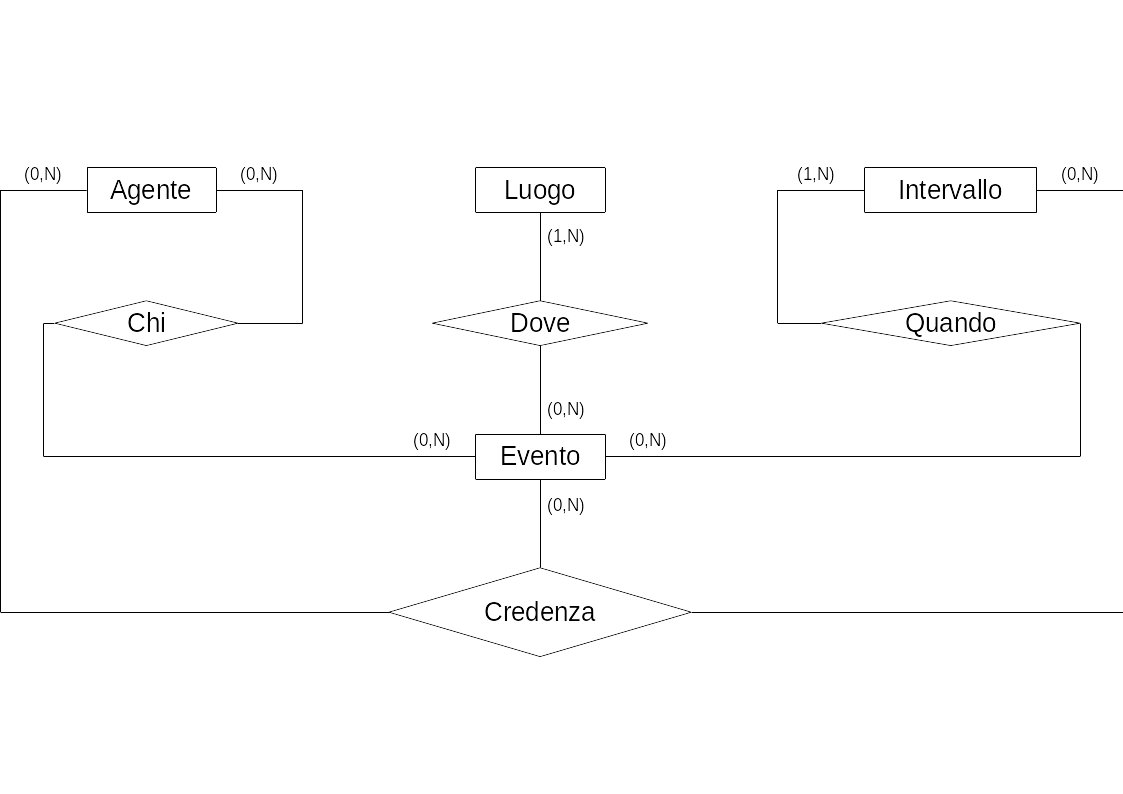 (0,N)
Agente
(0,N)
Luogo
(1,N)
Intervallo
(0,N)
(1,N)
Chi
Dove
Quando
(0,N)
(0,N)
Evento
(0,N)
(0,N)
Credenza